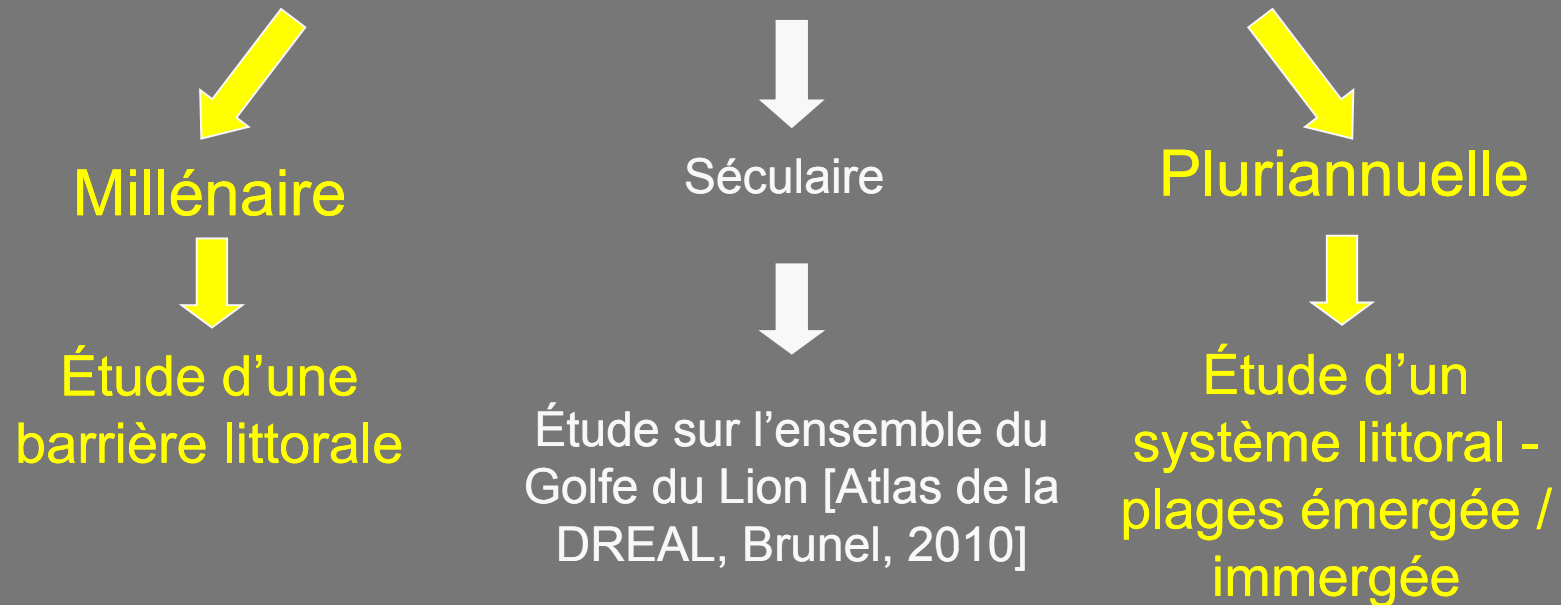 Millénaire
Étude d’une
barrière littorale
Séculaire
Étude sur l’ensemble du
Golfe du Lion [Atlas de la
DREAL, Brunel, 2010]
Pluriannuelle
Étude d’un
système littoral -
plages émergée /
immergée